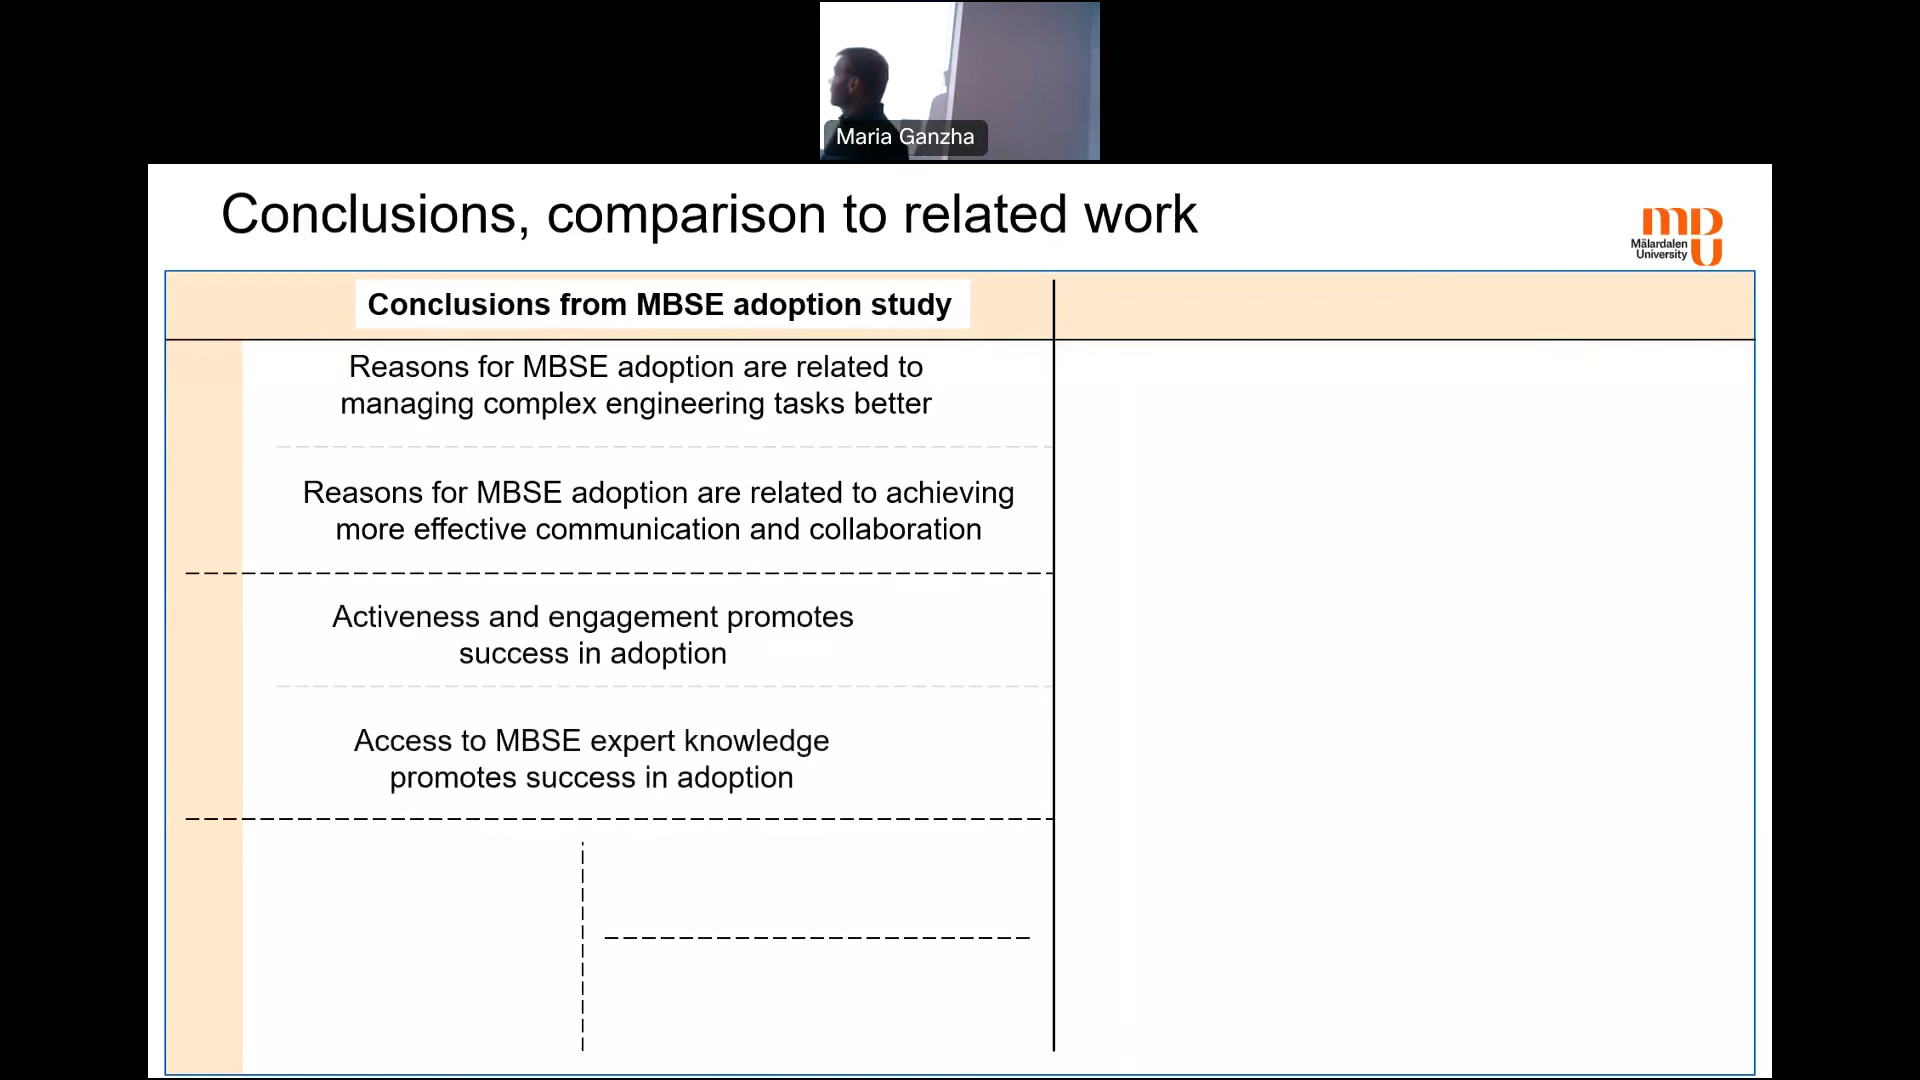 Maria Ganzha
Conclusions, comparison to related work
Mälardalen
University
mdu
Conclusions from MBSE adoption study
Reasons for MBSE adoption are related to
managing complex engineering tasks better
Reasons for MBSE adoption are related to achieving
more effective communication and collaboration
Activeness and engagement promotes
success in adoption
Access to MBSE expert knowledge
promotes success in adoption